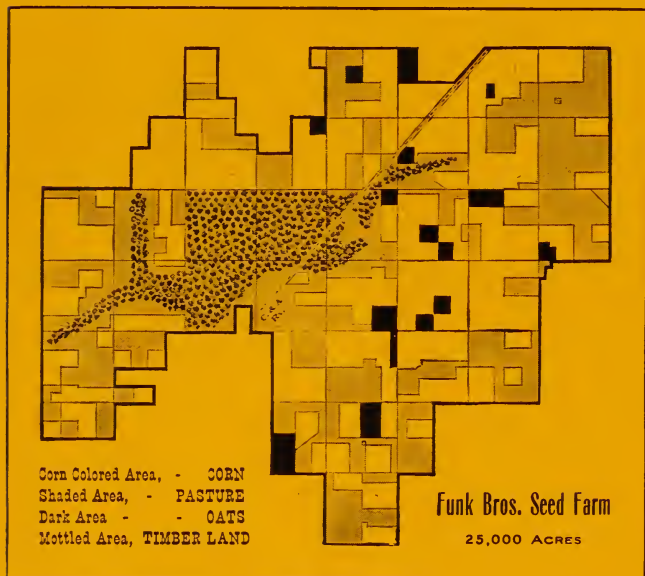 Corn Colored Area, - CORN
Shaded Area, - PASTURE
Dark Area - - OATS
Mottled Area, TIMBER LAND
Funk Bros. Seed Farm
25,000 ACRES